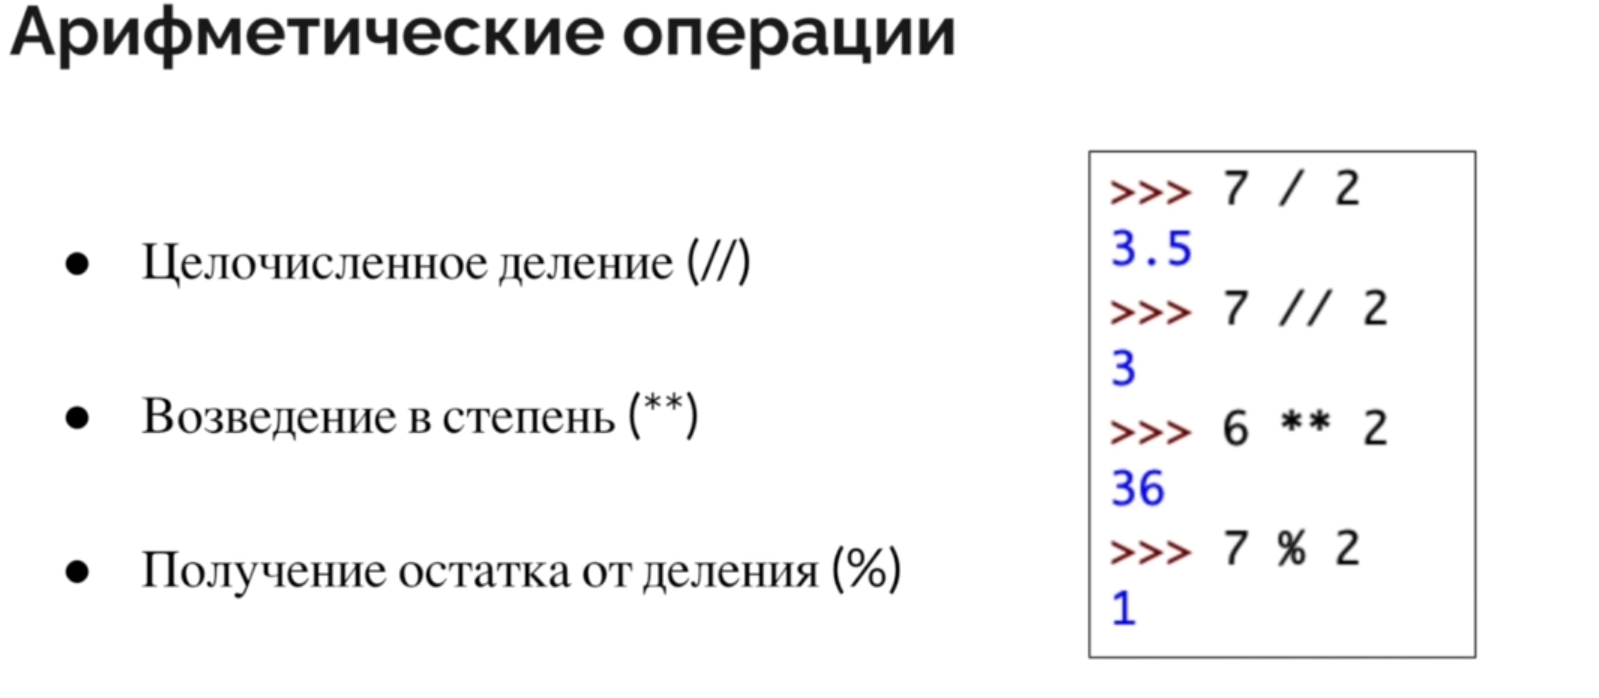 Арифметические операции
● Целочисленное деление (//)
● Возведение в степень (**)
● Получение остатка от деления (%)
>>> 7 / 2
3.5
>>> 7 // 2
3
>>> 6 ** 2
36
>>> 7 % 2
1